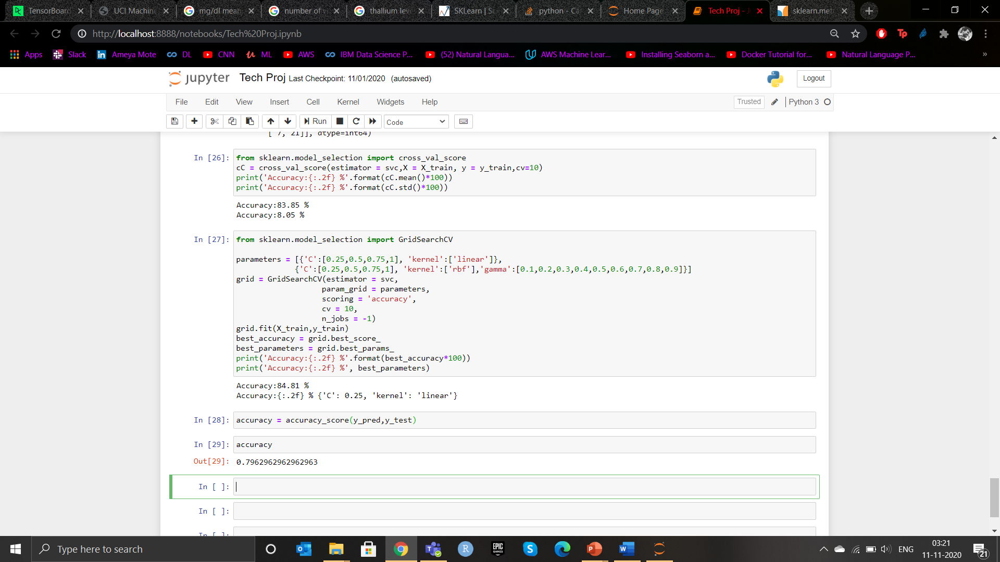 TensorBoard
UCI Machin
mg/dl mean
number of v
thallium lev
SKLearn | Sc
python - Ca
Home Page
Tech Proj - J
sklearn.met
http://localhost:8888/notebooks/Tech%20Proj.ipynb
Apps
Slack
Ameya Mote
DL
CNN
ML
AWS
IBM Data Science P...
(52) Natural Langua...
AWS Machine Lear...
Installing Seaborn a...
Docker Tutorial for...
Natural Language P...
»
jupyter Tech Proj Last Checkpoint: 11/01/2020 (autosaved)
Logout
File Edit View Insert Cell Kernel Widgets Help
Trusted
Python 3
Run
Code
[ 7, 21]], dtype=int64)
In [26]: from sklearn.model_selection import cross_val_score
cC = cross_val_score(estimator = svc,X = X_train, y = y_train,cv=10)
print('Accuracy:{:.2f} %'.format(cC.mean()*100))
print('Accuracy:{:.2f} %'.format(cC.std()*100))
Accuracy:83.85 %
Accuracy:8.05 %
In [27]: from sklearn.model_selection import GridSearchCV
parameters = [{'C':[0.25,0.5,0.75,1], 'kernel':['linear']},
{'C':[0.25,0.5,0.75,1], 'kernel':['rbf'],'gamma':[0.1,0.2,0.3,0.4,0.5,0.6,0.7,0.8,0.9]}]
grid = GridSearchCV(estimator = svc,
param_grid = parameters,
scoring = 'accuracy',
cv = 10,
n_jobs = -1)
grid.fit(X_train,y_train)
best_accuracy = grid.best_score_
best_parameters = grid.best_params_
print('Accuracy:{:.2f} %'.format(best_accuracy*100))
print('Accuracy:{:.2f} %', best_parameters)
Accuracy:84.81 %
Accuracy:{:.2f} % {'C': 0.25, 'kernel': 'linear'}
In [28]: accuracy = accuracy_score(y_pred,y_test)
In [29]: accuracy
Out[29]: 0.7962962962962963
In [ ]:
In [ ]:
In [ ]:
Type here to search
EPIC GAMES
ENG
03:21
11-11-2020
21